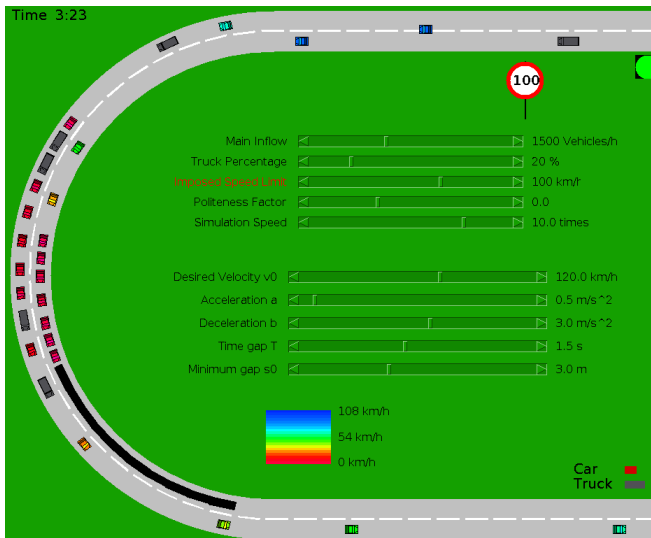 Time 3:23
100
Main Inflow 1500 Vehicles/h
Truck Percentage 20 %
Imposed Speed Limit 100 km/h
Politeness Factor 0.0
Simulation Speed 10.0 times
Desired Velocity v0 120.0 km/h
Acceleration a 0.5 m/s^2
Deceleration b 3.0 m/s^2
Time gap T 1.5 s
Minimum gap s0 3.0 m
108 km/h
54 km/h
0 km/h
Car
Truck